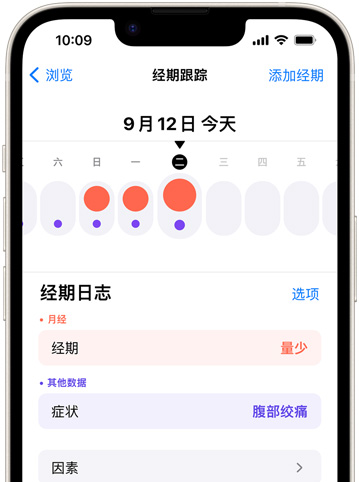 10:09
浏览 经期跟踪 添加经期
9月12日 今天
六 日 一 二 三 四 五
经期日志 选项
• 月经
经期 量少
• 其他数据
症状 腹部绞痛
因素